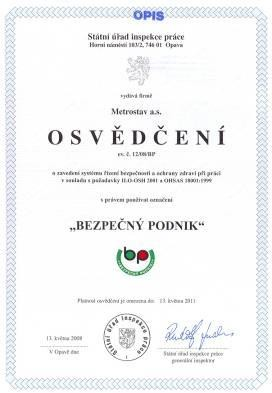 OPIS
Státní úřad inspekce práce
Horní náměstí 103/2, 746 01 Opava
vydává firmě
Metrostav a.s.
OSVĚDČENÍ
ev. č. 12/08/BP
o zavedení systému řízení bezpečnosti a ochrany zdraví při práci
v souladu s požadavky ILO-OSH 2001 a OHSAS 18001:1999
s právem používat označení
„BEZPEČNÝ PODNIK“
bp
BEZPEČNÝ PODNIK
Platnost osvědčení je omezena do: 13. května 2011
13. května 2008
V Opavě dne
Státní úřad inspekce práce
Státní úřad inspekce práce
generální inspektor